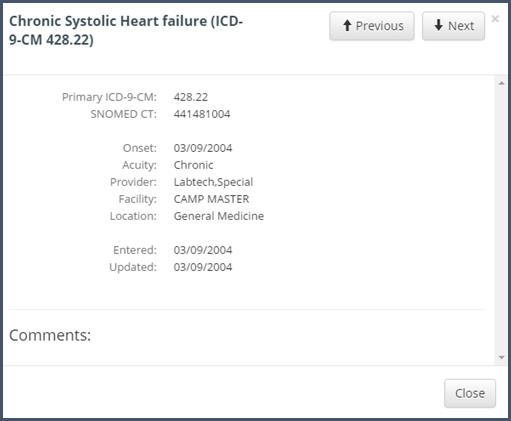 Chronic Systolic Heart failure (ICD-
9-CM 428.22)
Previous
Next
×
Primary ICD-9-CM: 428.22
SNOMED CT: 441481004
Onset: 03/09/2004
Acuity: Chronic
Provider: Labtech,Special
Facility: CAMP MASTER
Location: General Medicine
Entered: 03/09/2004
Updated: 03/09/2004
Comments:
Close